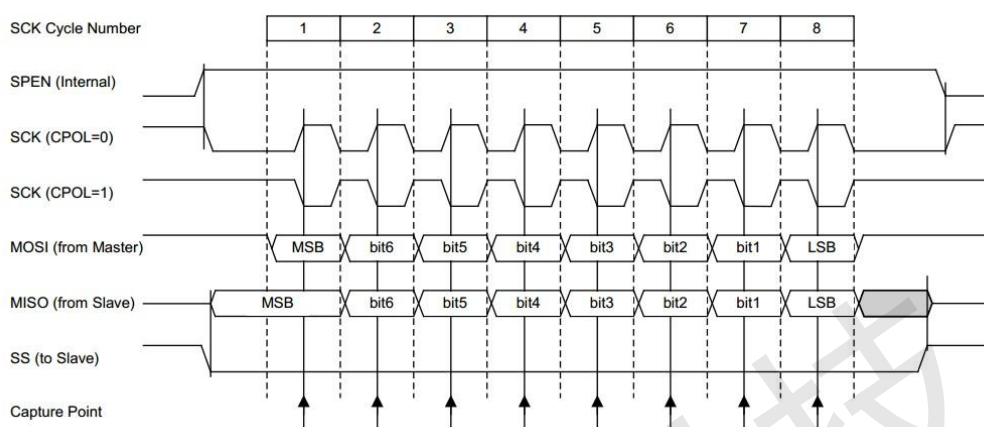 SCK Cycle Number 1 2 3 4 5 6 7 8
SPEN (Internal)
SCK (CPOL=0)
SCK (CPOL=1)
MOSI (from Master) MSB bit6 bit5 bit4 bit3 bit2 bit1 LSB
MISO (from Slave) MSB bit6 bit5 bit4 bit3 bit2 bit1 LSB
SS (to Slave)
Capture Point